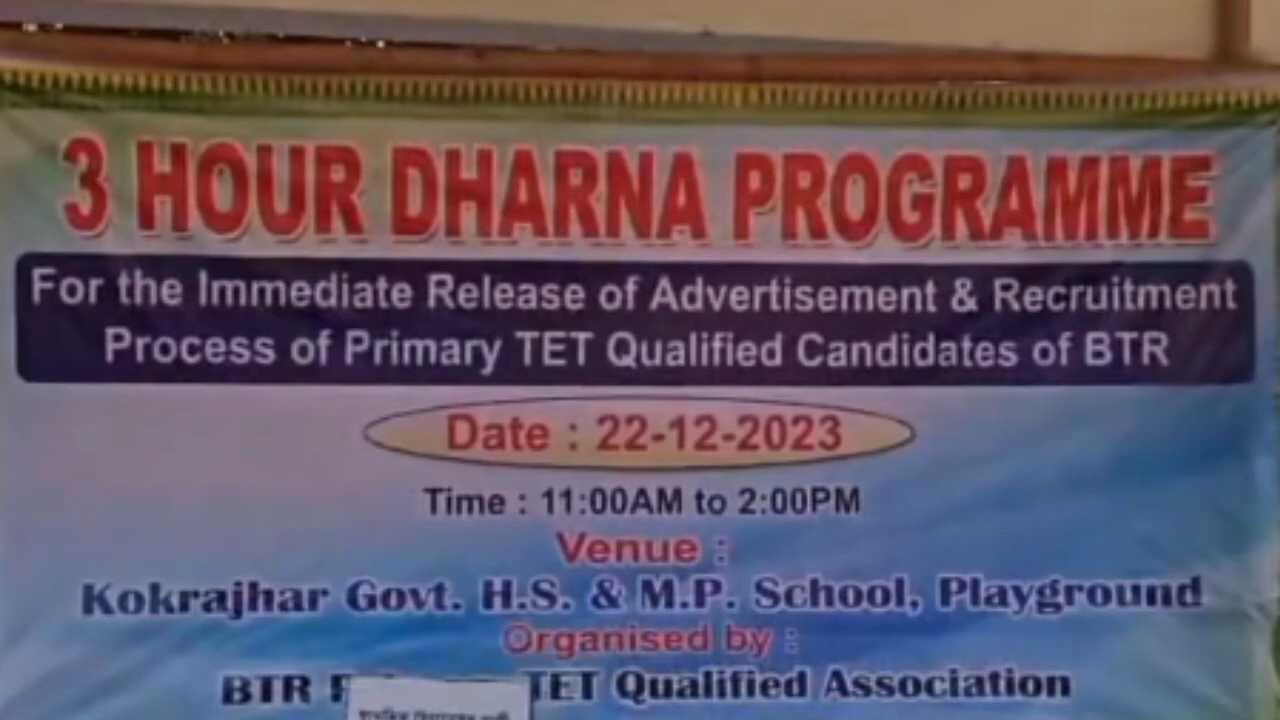 3 HOUR DHARNA PROGRAMME
For the Immediate Release of Advertisement & Recruitment
Process of Primary TET Qualified Candidates of BTR
Date : 22-12-2023
Time : 11:00AM to 2:00PM
Venue :
Kokrajhar Govt. H.S. & M.P. School, Playground
Organised by :
BTR TET Qualified Association